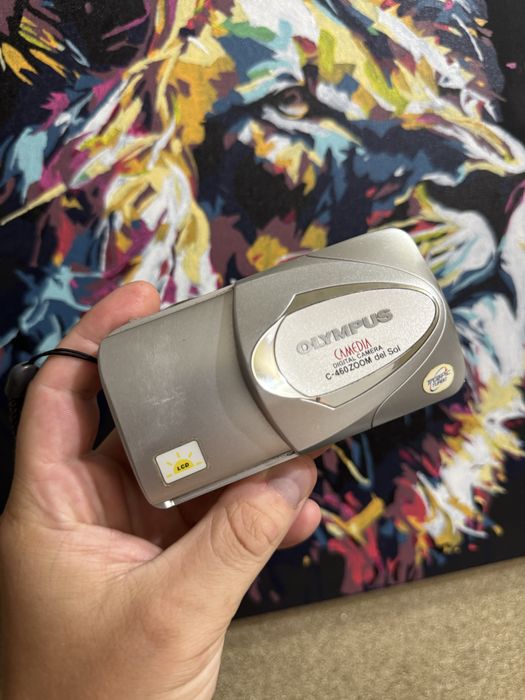 OLYMPUS
CAMEDIA
DIGITAL CAMERA
C-460ZOOM del Sol
LCD